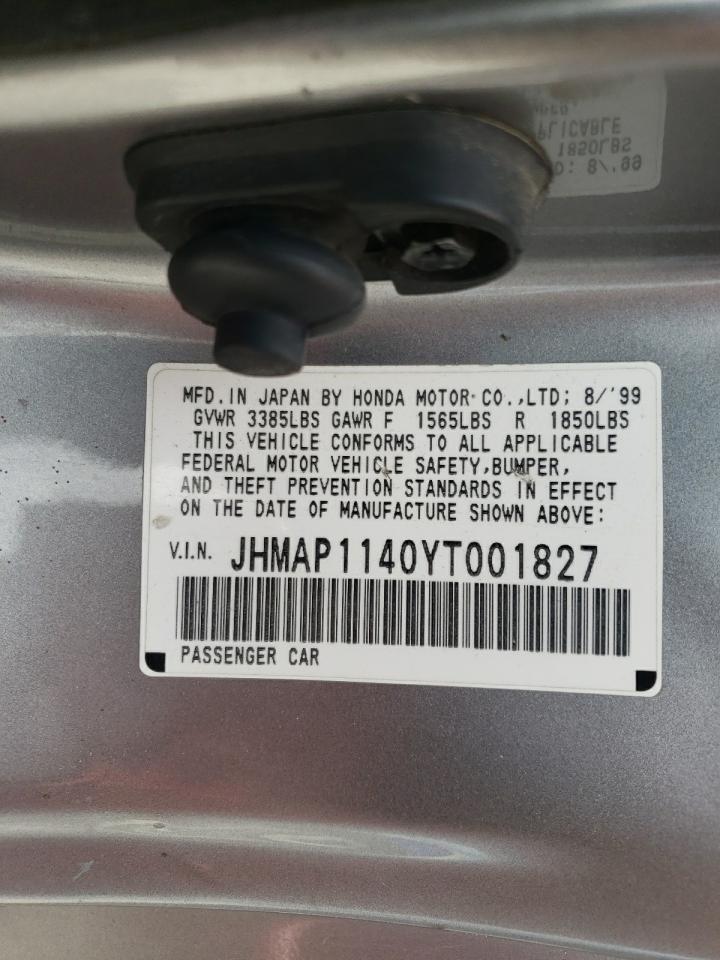 MFD. IN JAPAN BY HONDA MOTOR CO.,LTD; 8/'99
GVWR 3385LBS GAWR F 1565LBS R 1850LBS
THIS VEHICLE CONFORMS TO ALL APPLICABLE
FEDERAL MOTOR VEHICLE SAFETY,BUMPER,
AND THEFT PREVENTION STANDARDS IN EFFECT
ON THE DATE OF MANUFACTURE SHOWN ABOVE:
V.I.N. JHMAP1140YT001827
PASSENGER CAR